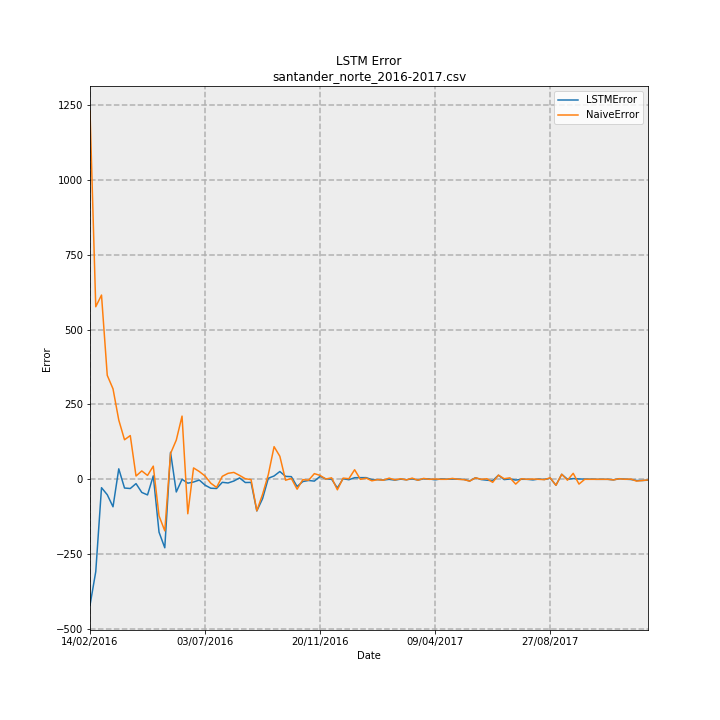 LSTM Error
santander_norte_2016-2017.csv
LSTMError
NaiveError
1250
1000
750
500
250
0
−250
−500
Error
14/02/2016
03/07/2016
20/11/2016
09/04/2017
27/08/2017
Date